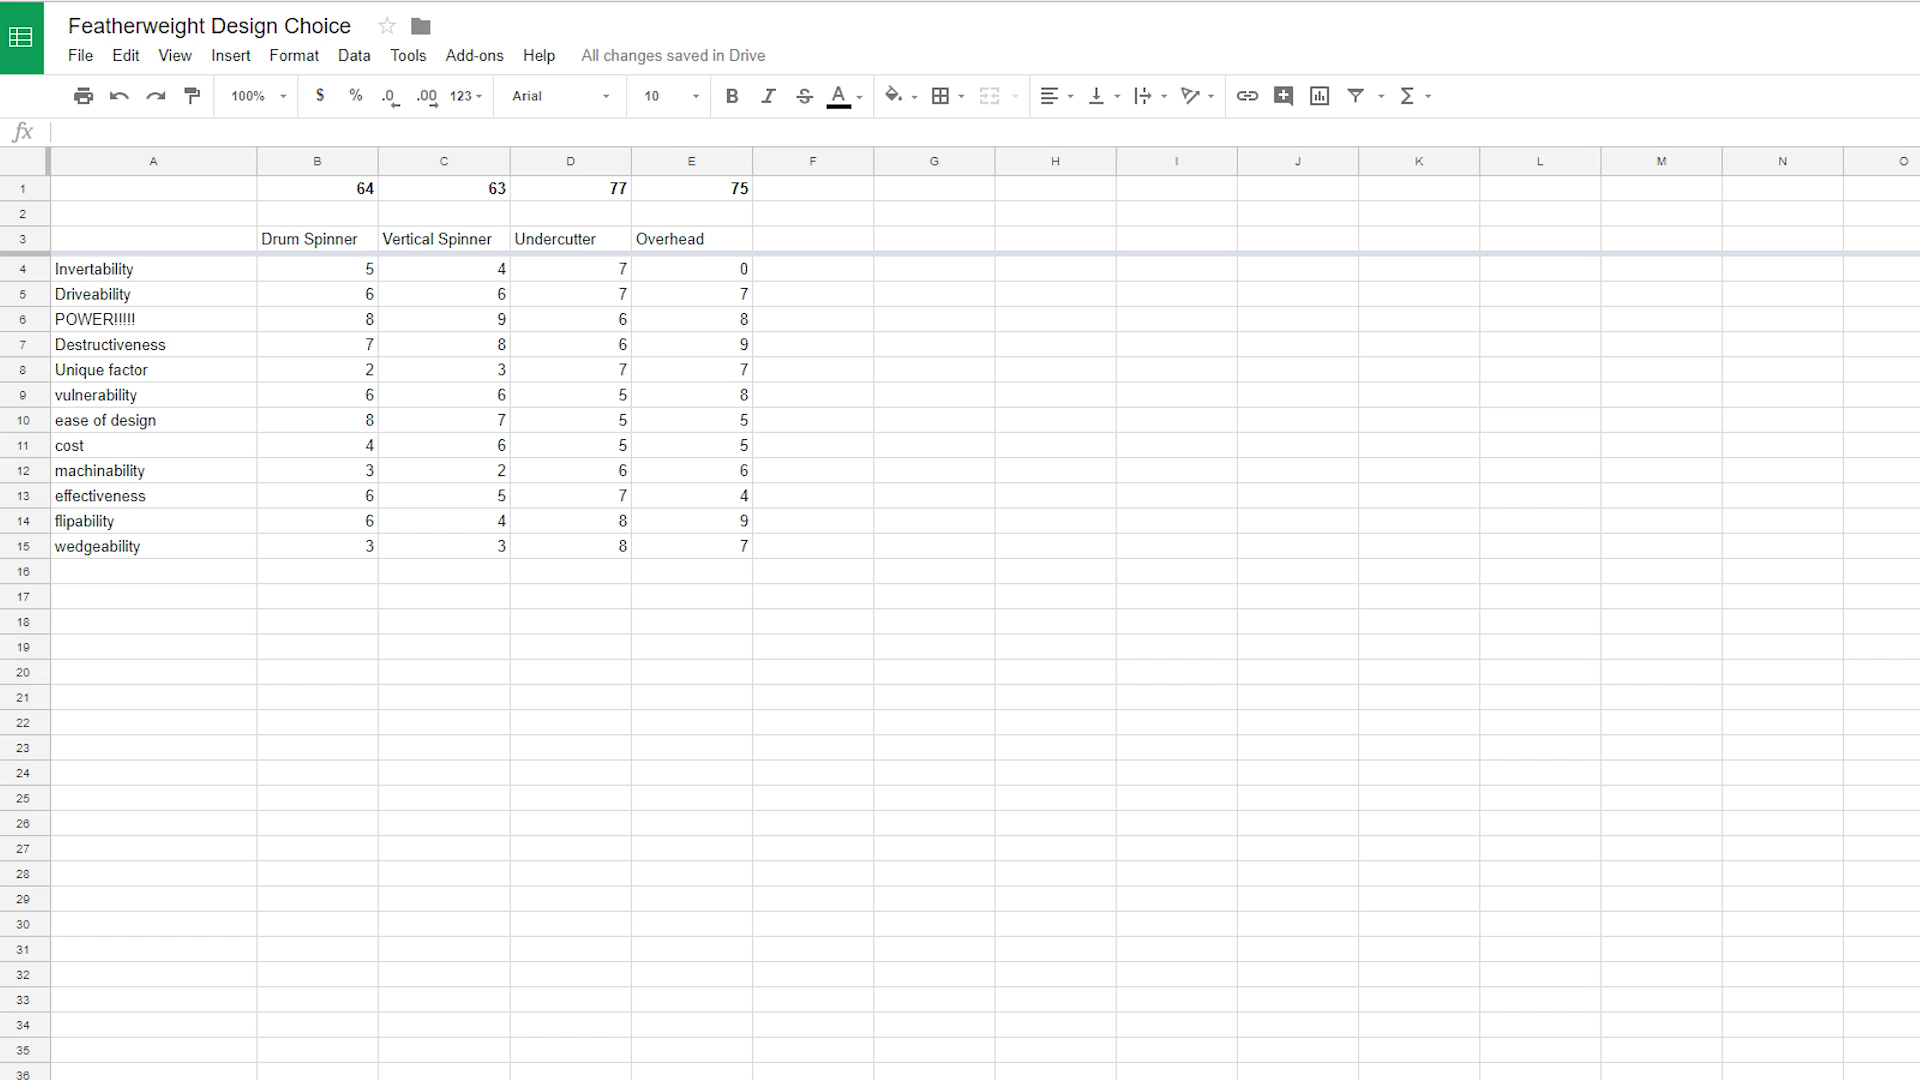 Featherweight Design Choice
File Edit View Insert Format Data Tools Add-ons Help All changes saved in Drive
100% $ % .0 .00 123 Arial 10 B I S A Σ
fx
A B C D E F G H I J K L M N O
1 64 63 77 75
2
3 Drum Spinner Vertical Spinner Undercutter Overhead
4 Invertability 5 4 7 0
5 Driveability 6 6 7 7
6 POWER!!!!! 8 9 6 8
7 Destructiveness 7 8 6 9
8 Unique factor 2 3 7 7
9 vulnerability 6 6 5 8
10 ease of design 8 7 5 5
11 cost 4 6 5 5
12 machinability 3 2 6 6
13 effectiveness 6 5 7 4
14 flipability 6 4 8 9
15 wedgeability 3 3 8 7
16
17
18
19
20
21
22
23
24
25
26
27
28
29
30
31
32
33
34
35
36